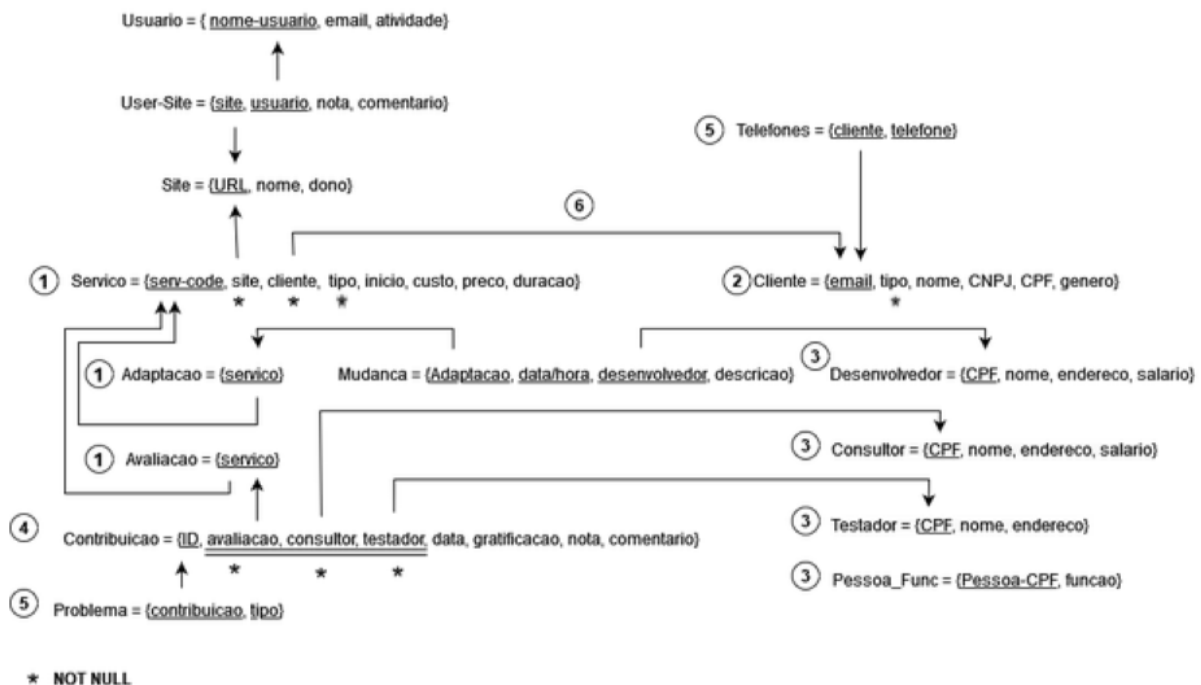 Usuario = { nome-usuario, email, atividade}
User-Site = {site, usuario, nota, comentario}
5 Telefones = {cliente, telefone}
Site = {URL, nome, dono}
6
1 Servico = {serv-code, site, cliente, tipo, inicio, custo, preco, duracao}
2 Cliente = {email, tipo, nome, CNPJ, CPF, genero}
* * *
*
1 Adaptacao = {servico}
Mudanca = {Adaptacao, data/hora, desenvolvedor, descricao}
3 Desenvolvedor = {CPF, nome, endereco, salario}
3 Consultor = {CPF, nome, endereco, salario}
1 Avaliacao = {servico}
3 Testador = {CPF, nome, endereco}
4 Contribuicao = {ID, avaliacao, consultor, testador, data, gratificacao, nota, comentario}
* * *
3 Pessoa_Func = {Pessoa-CPF, funcao}
5 Problema = {contribuicao, tipo}
* NOT NULL